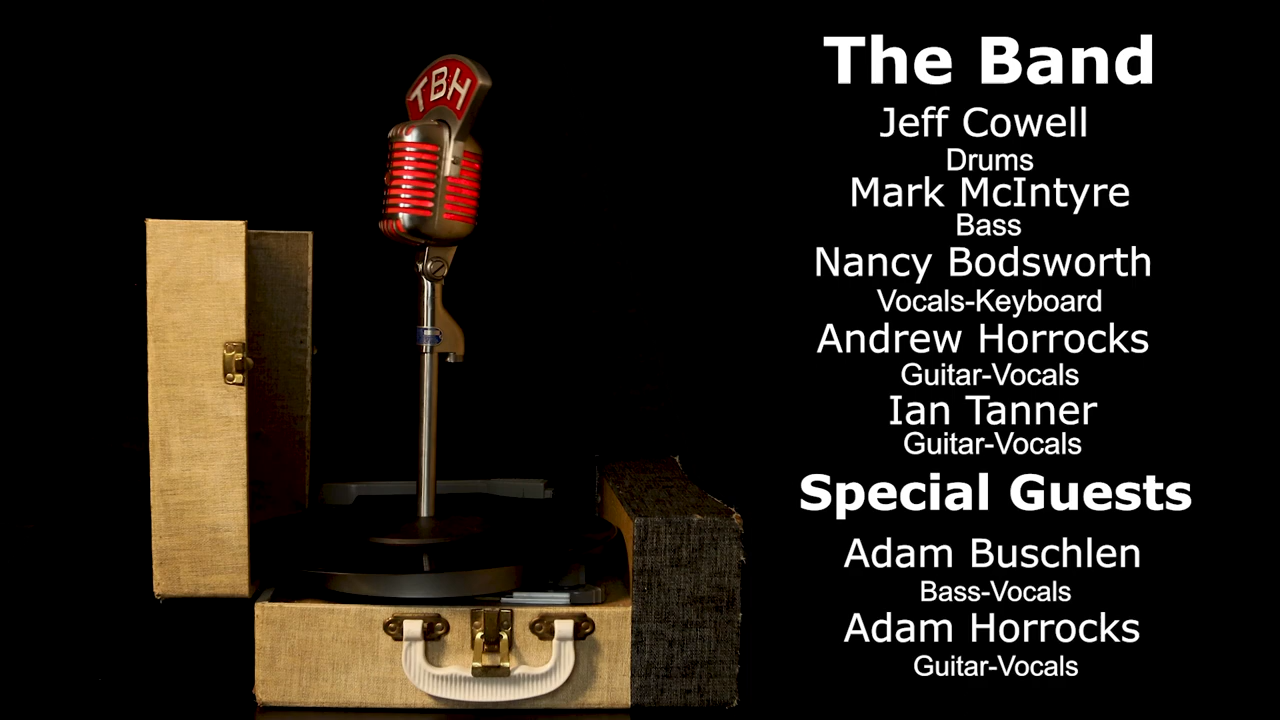 TBH
The Band
Jeff Cowell
Drums
Mark McIntyre
Bass
Nancy Bodsworth
Vocals-Keyboard
Andrew Horrocks
Guitar-Vocals
Ian Tanner
Guitar-Vocals
Special Guests
Adam Buschlen
Bass-Vocals
Adam Horrocks
Guitar-Vocals